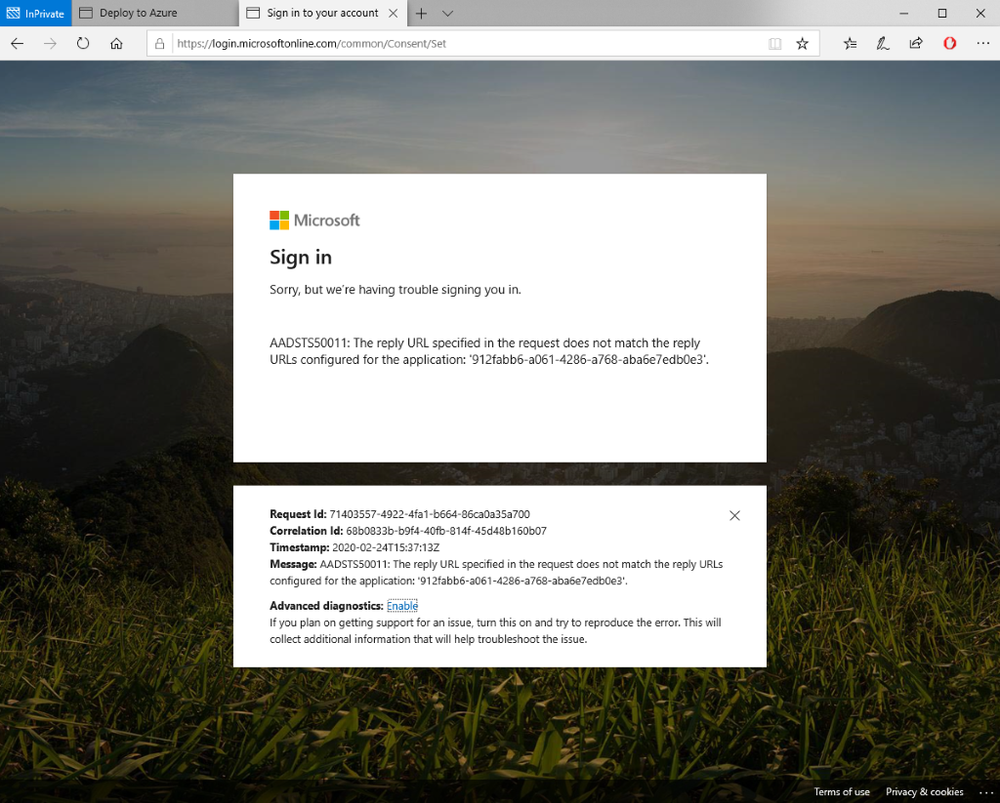 InPrivate
Deploy to Azure
Sign in to your account
https://login.microsoftonline.com/common/Consent/Set
Microsoft
Sign in
Sorry, but we're having trouble signing you in.
AADSTS50011: The reply URL specified in the request does not match the reply
URLs configured for the application: '912fabb6-a061-4286-a768-aba6e7edb0e3'.
Request Id: 71403557-4922-4fa1-b664-86ca0a35a700
Correlation Id: 68b0833b-b9f4-40fb-814f-45d48b160b07
Timestamp: 2020-02-24T15:37:13Z
Message: AADSTS50011: The reply URL specified in the request does not match the reply URLs
configured for the application: '912fabb6-a061-4286-a768-aba6e7edb0e3'.
Advanced diagnostics: Enable
If you plan on getting support for an issue, turn this on and try to reproduce the error. This will
collect additional information that will help troubleshoot the issue.
Terms of use Privacy & cookies ...